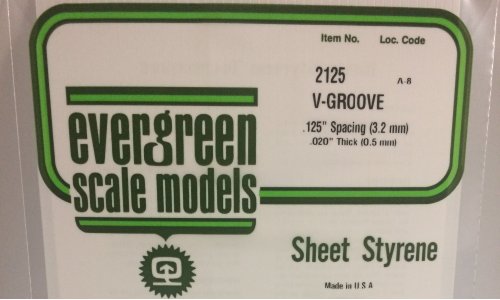 Item No. Loc. Code
2125 A-8
V-GROOVE
.125" Spacing (3.2 mm)
.020" Thick (0.5 mm)
evergreen
scale models
Sheet Styrene
Made in U S A